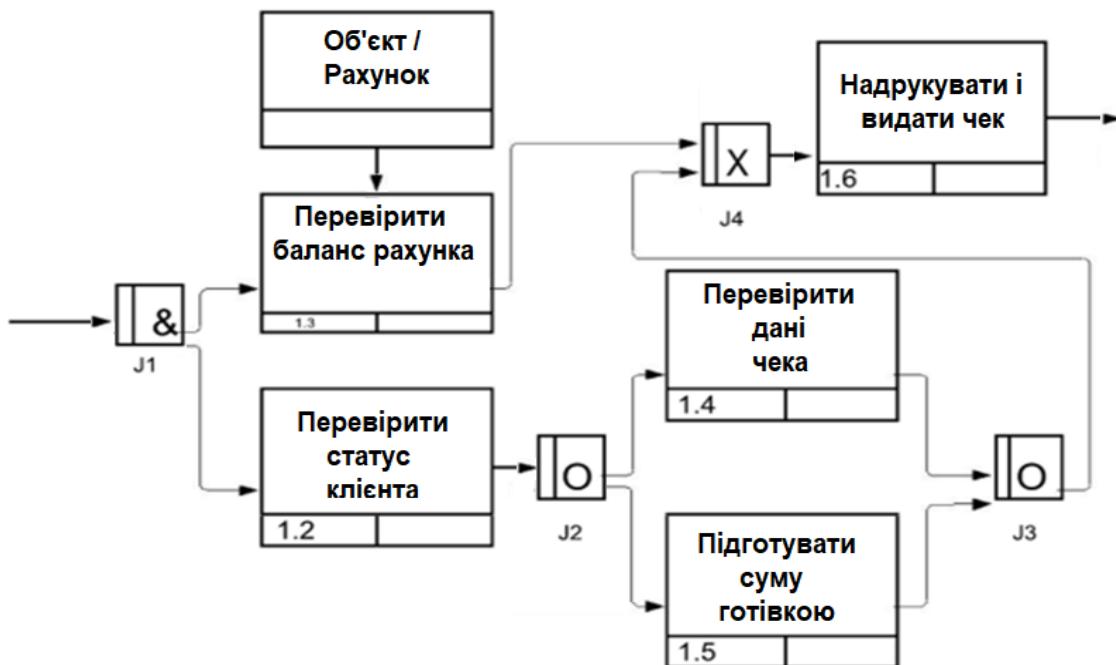 Об'єкт /
Рахунок
Надрукувати і
видати чек
1.6
X
J4
Перевірити
баланс рахунка
1.3
&
J1
Перевірити
дані
чека
1.4
Перевірити
статус
клієнта
1.2
O
J2
O
J3
Підготувати
суму
готівкою
1.5